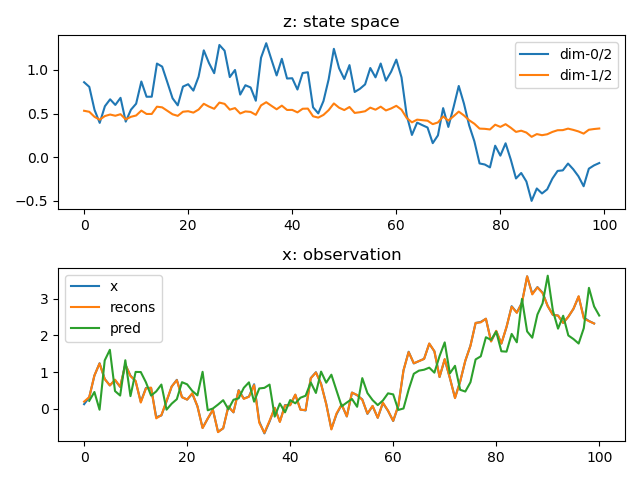 z: state space
dim-0/2
dim-1/2
1.0
0.5
0.0
−0.5
0 20 40 60 80 100
x: observation
x
recons
pred
3
2
1
0
0 20 40 60 80 100